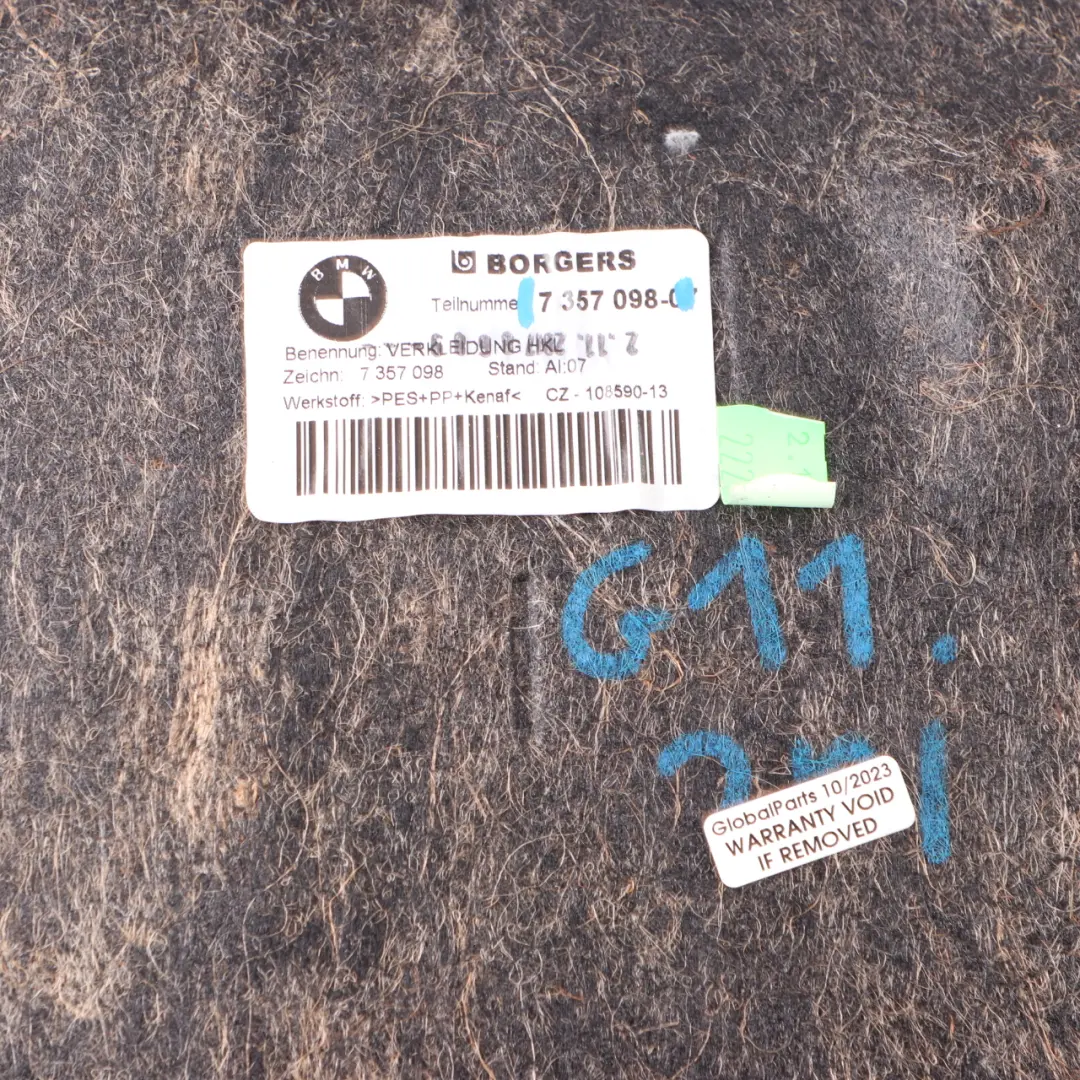 BMW
BORGERS
Teilnumme 7 357 098-0
Benennung: VERKLEIDUNG HKL
Zeichn: 7 357 098 Stand: AI:07
Werkstoff: >PES+PP+Kenaf< CZ - 108590-13
G11.
GlobalParts 10/2023
WARRANTY VOID
IF REMOVED